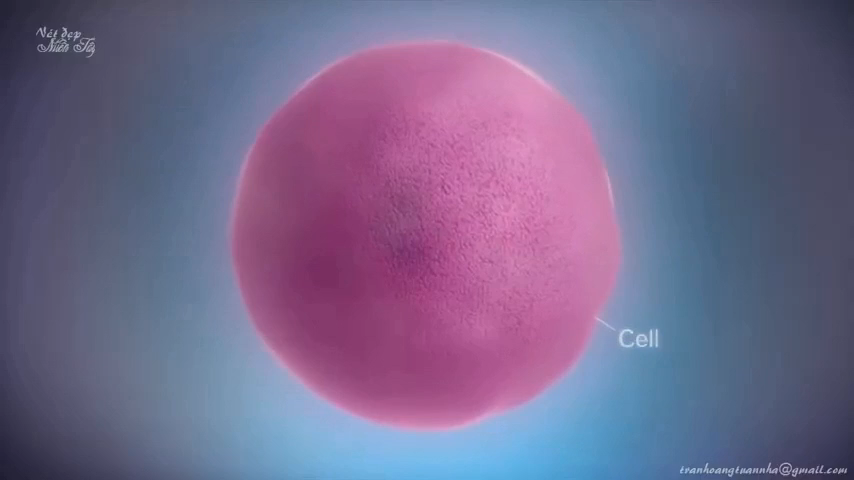 Nét đẹp
Miền Tây
Cell
tranhoangtuannha@gmail.com